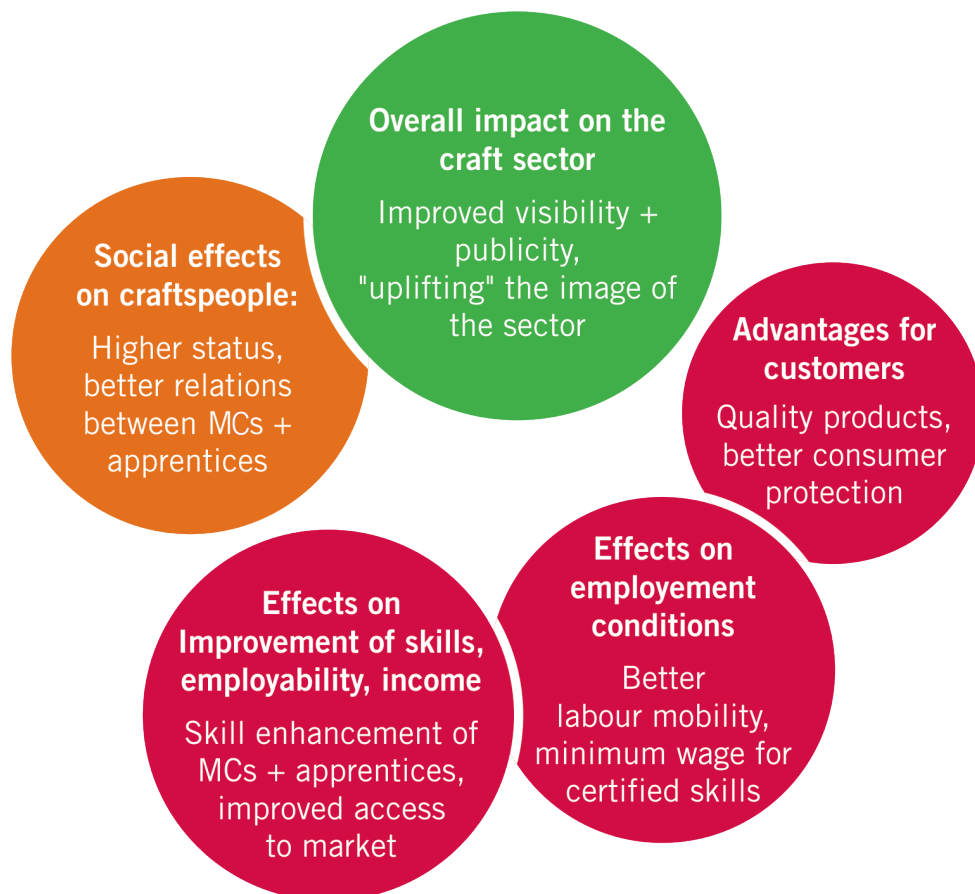 Overall impact on the
craft sector
Improved visibility +
publicity,
"uplifting" the image of
the sector
Social effects
on craftspeople:
Higher status,
better relations
between MCs +
apprentices
Advantages for
customers
Quality products,
better consumer
protection
Effects on
employement
conditions
Better
labour mobility,
minimum wage for
certified skills
Effects on
Improvement of skills,
employability, income
Skill enhancement of
MCs + apprentices,
improved access
to market